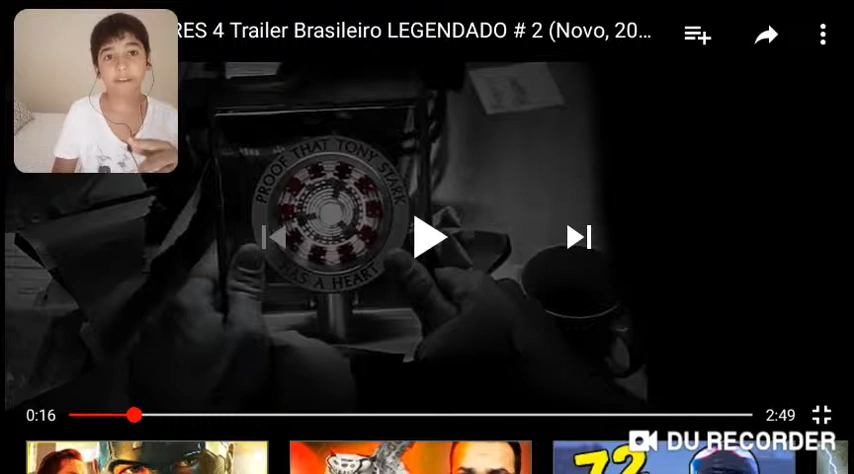 RES 4 Trailer Brasileiro LEGENDADO # 2 (Novo, 20...
PROOF THAT TONY STARK
HAS A HEART
0:16
2:49
DU RECORDER
72